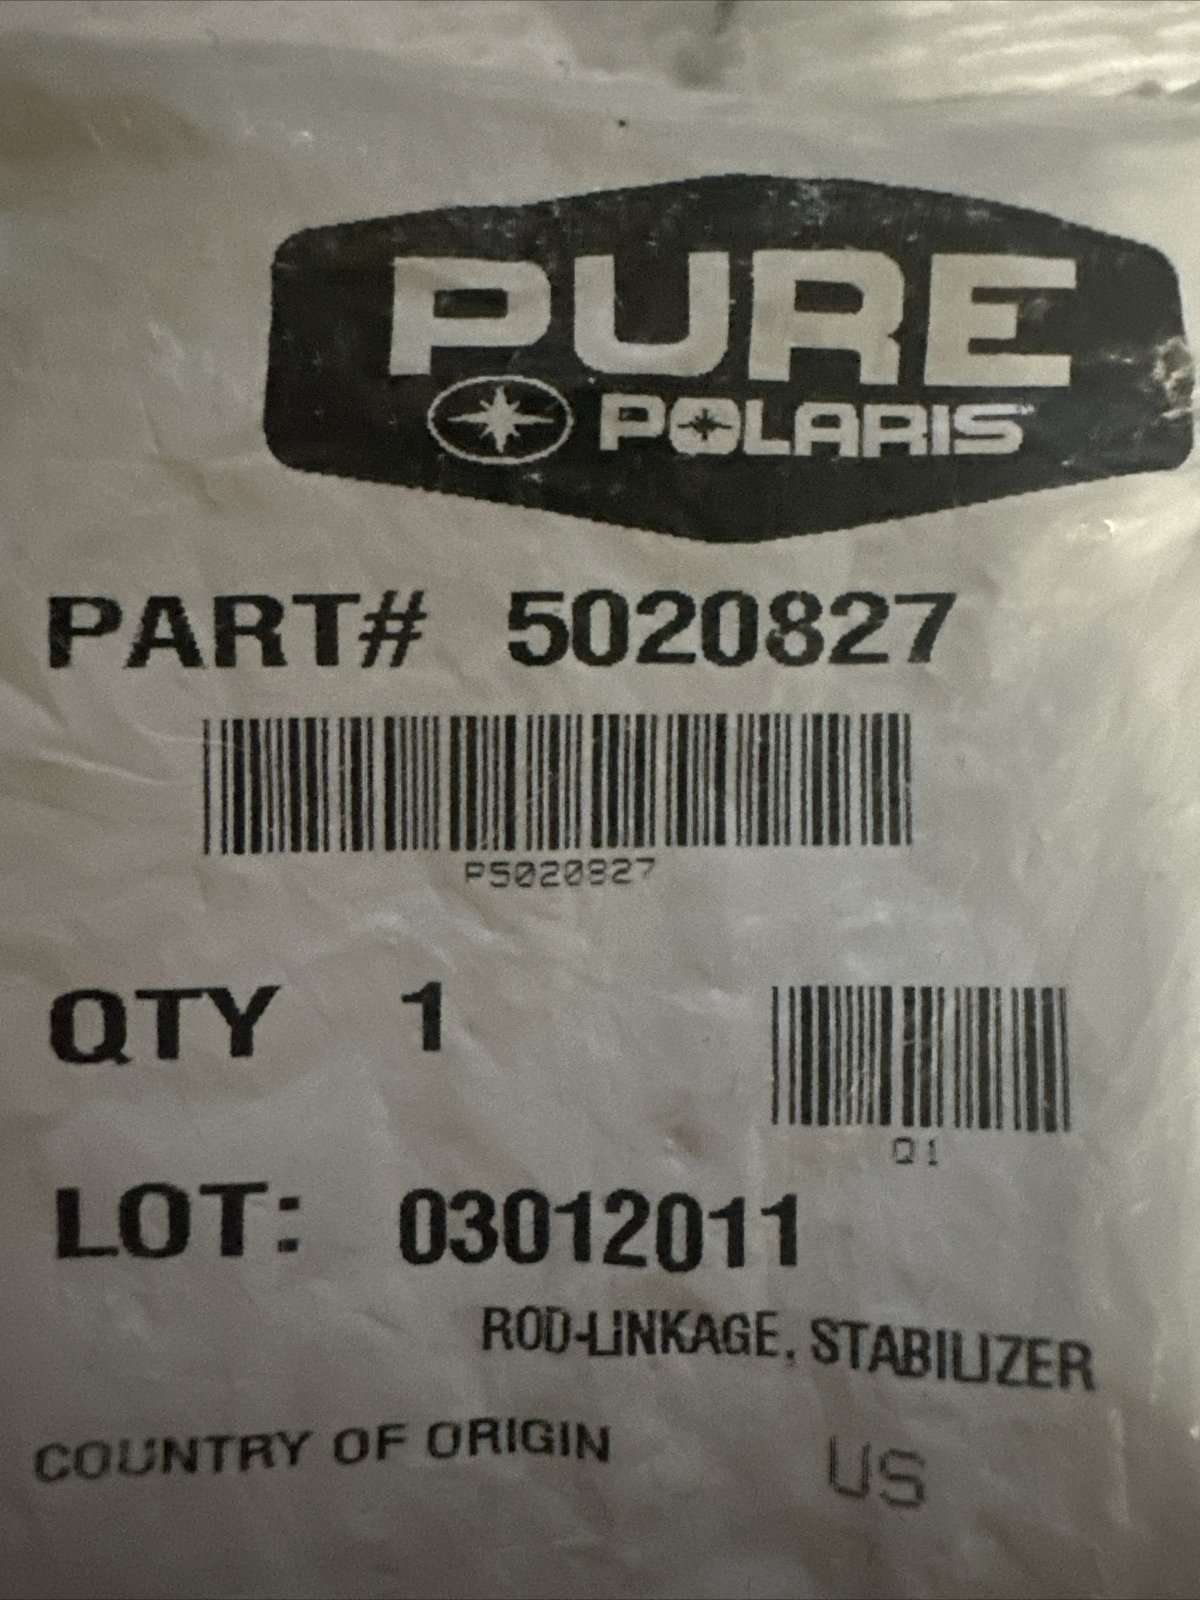 PURE
POLARIS
PART# 5020827
P5020827
QTY 1
Q1
LOT: 03012011
ROD-LINKAGE, STABILIZER
COUNTRY OF ORIGIN US